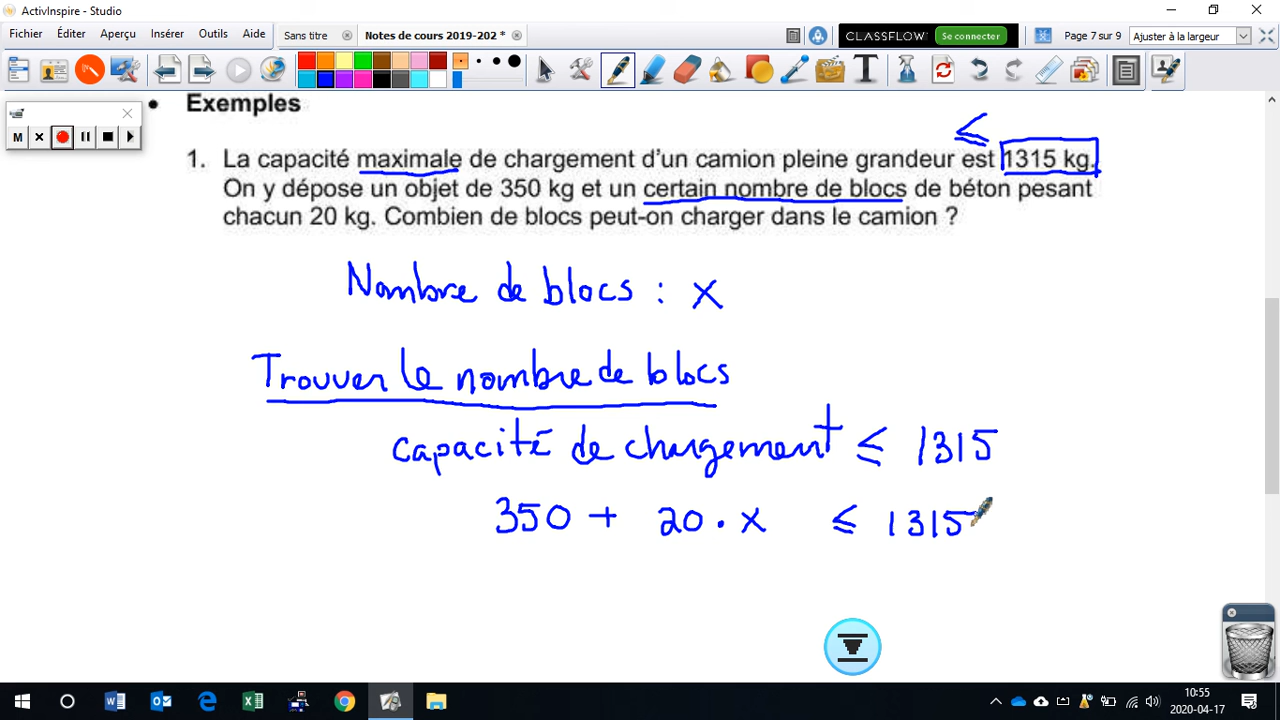 ActivInspire - Studio
Fichier Éditer Aperçu Insérer Outils Aide
Sans titre
Notes de cours 2019-202 *
CLASSFLOW Se connecter
Page 7 sur 9
Ajuster à la largeur
M
• Exemples
≤
1. La capacité maximale de chargement d'un camion pleine grandeur est 1315 kg.
On y dépose un objet de 350 kg et un certain nombre de blocs de béton pesant
chacun 20 kg. Combien de blocs peut-on charger dans le camion ?
Nombre de blocs : x
Trouver le nombre de blocs
capacité de chargement ≤ 1315
350 + 20 · x ≤ 1315
10:55
2020-04-17